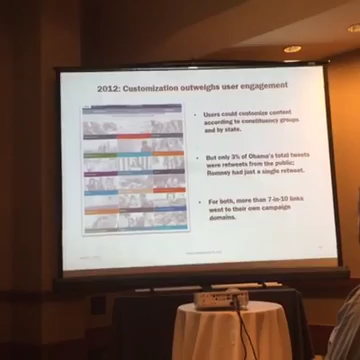 2012: Customization outweighs user engagement
• Users could customize content
according to constituency groups
and by state.
• But only 3% of Obama's total tweets
were retweets from the public;
Romney had just a single retweet.
• For both, more than 7-in-10 links
went to their own campaign
domains.